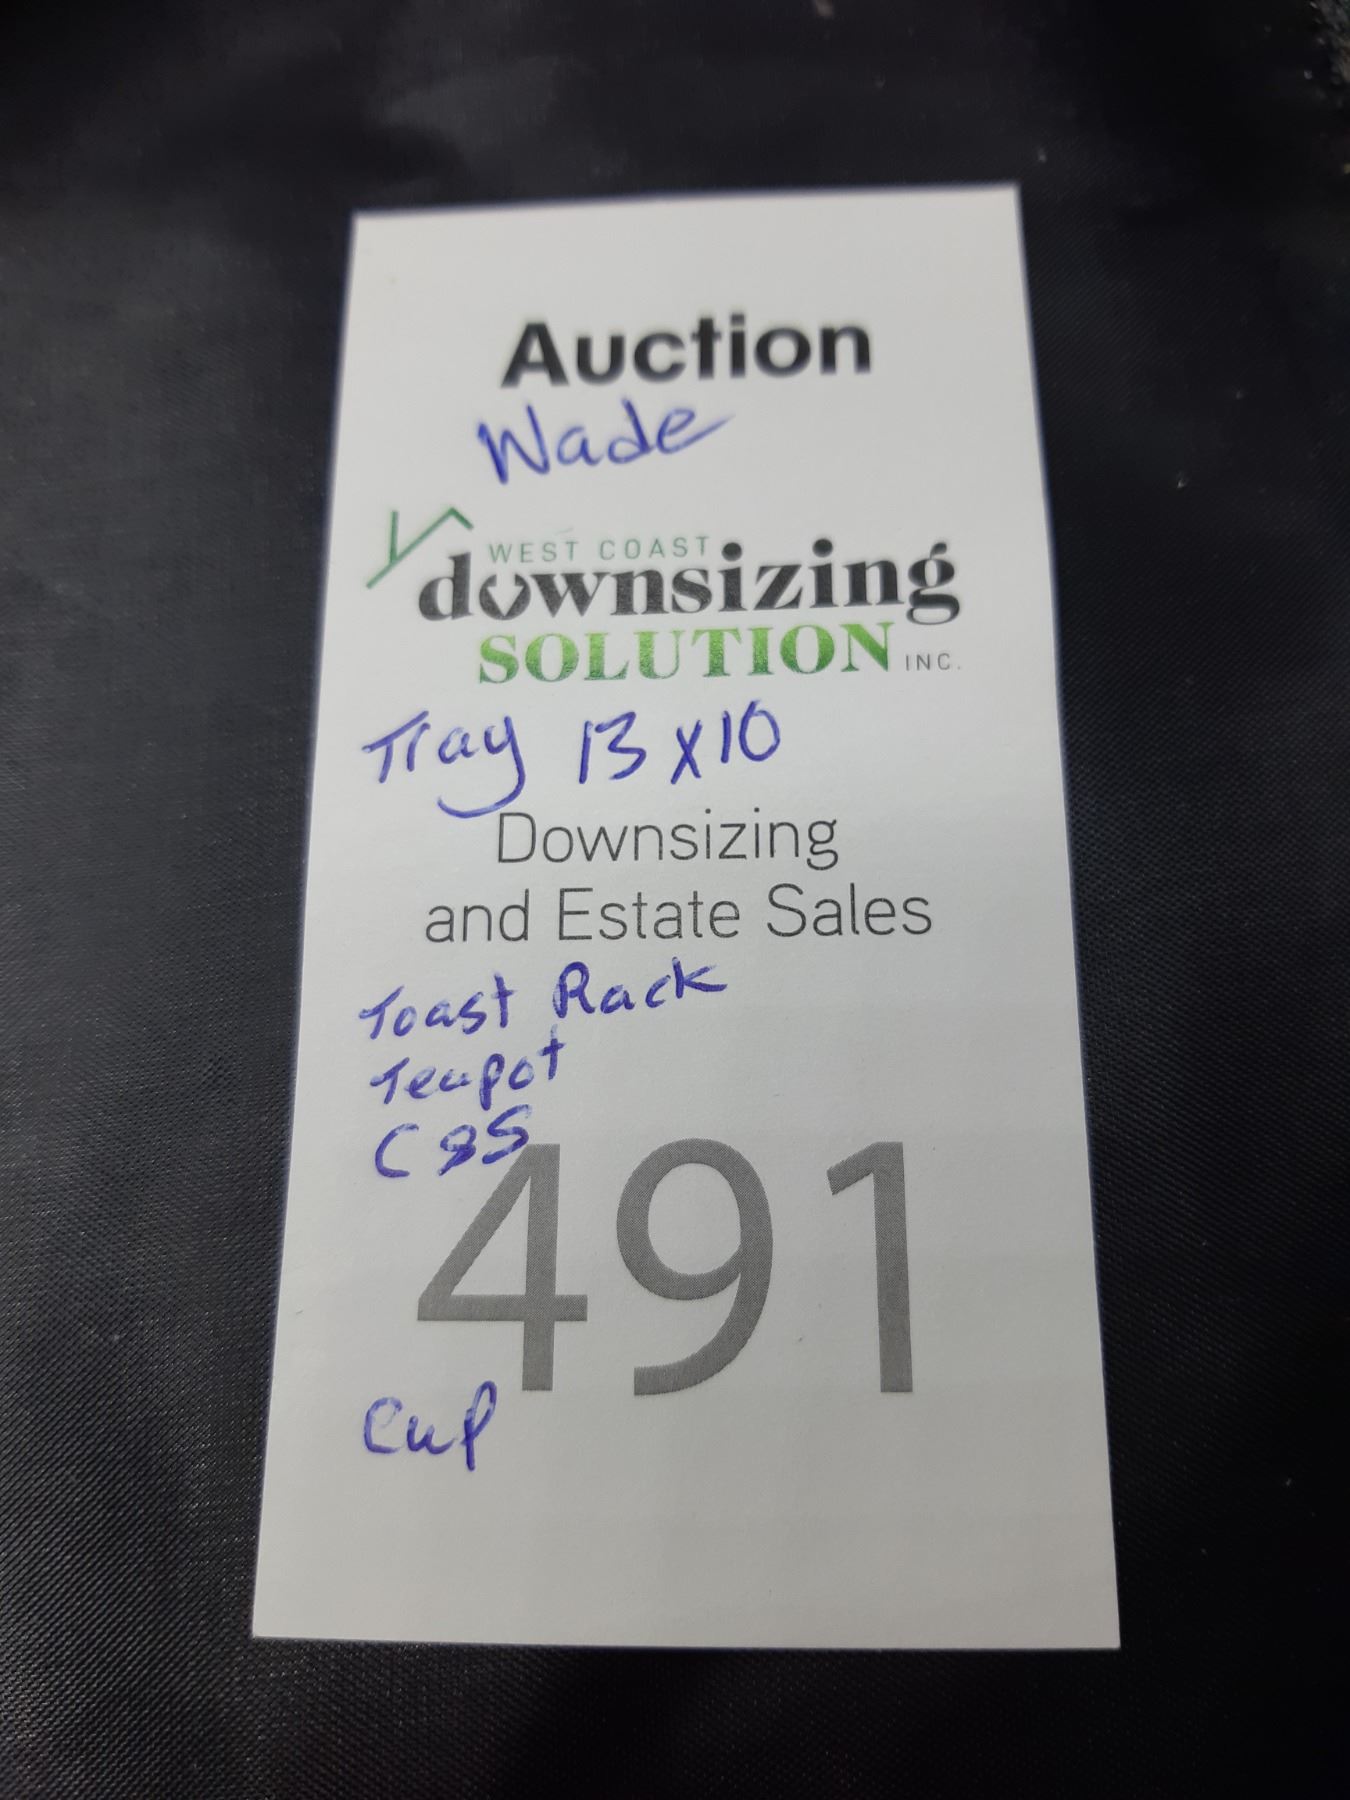 Auction
Wade
WEST COAST
downsizing
SOLUTION INC.
Tray 13 x 10
Downsizing
and Estate Sales
Toast Rack
Teapot
C&S
491
Cup